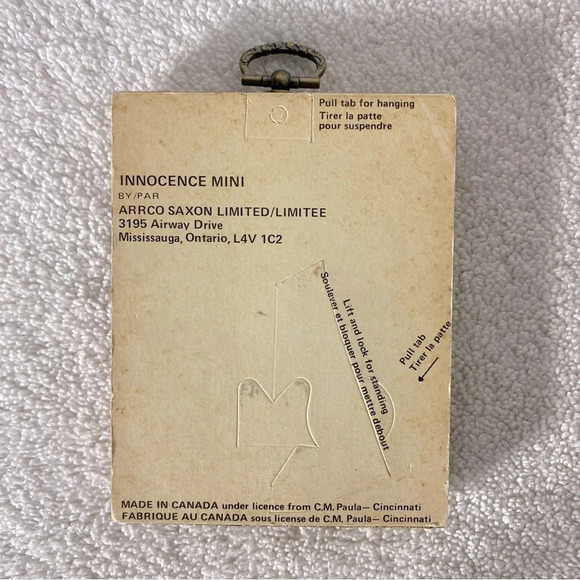 Pull tab for hanging
Tirer la patte
pour suspendre
INNOCENCE MINI
BY/PAR
ARRCO SAXON LIMITED/LIMITEE
3195 Airway Drive
Mississauga, Ontario, L4V 1C2
Lift and lock for standing
Soulever et bloquer pour mettre debout
Pull tab
Tirer la patte
MADE IN CANADA under licence from C.M. Paula— Cincinnati
FABRIQUE AU CANADA sous license de C.M. Paula— Cincinnati